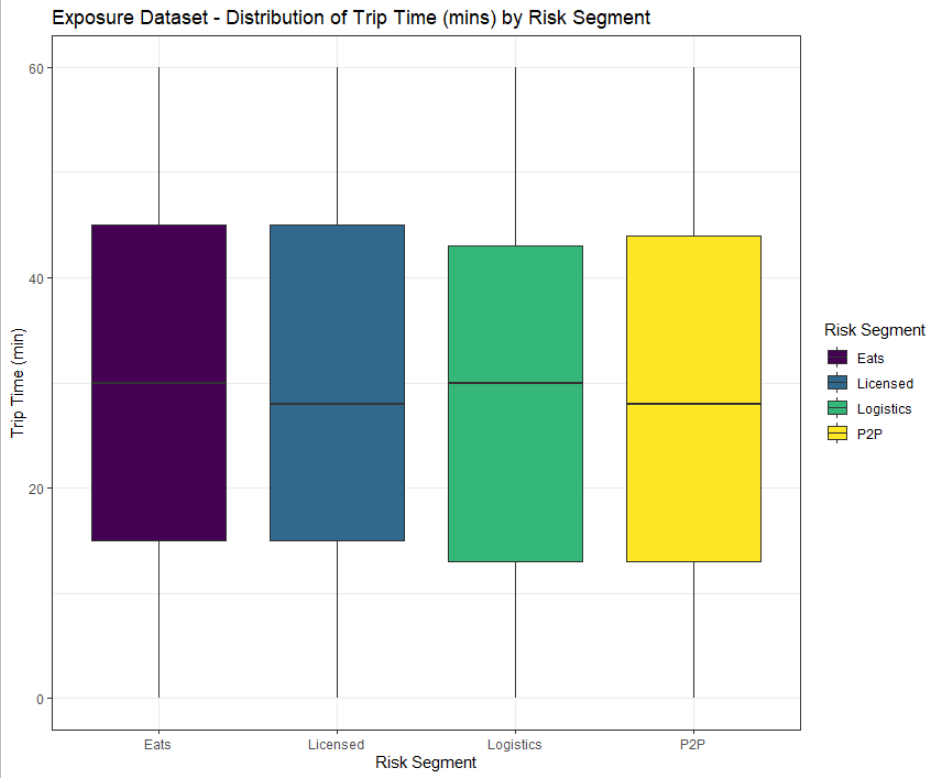 Exposure Dataset - Distribution of Trip Time (mins) by Risk Segment
60
40
20
0
Trip Time (min)
Eats
Licensed
Logistics
P2P
Risk Segment
Risk Segment
Eats
Licensed
Logistics
P2P